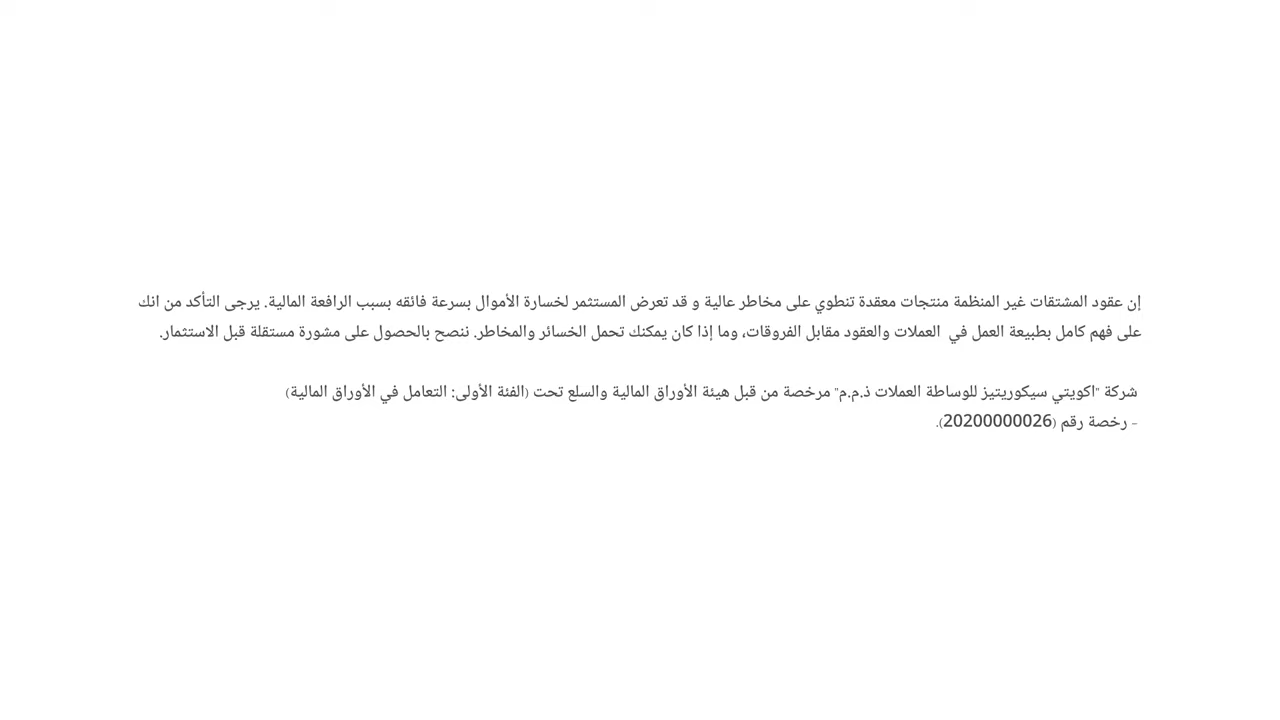 إن عقود المشتقات غير المنظمة منتجات معقدة تنطوي على مخاطر عالية و قد تعرض المستثمر لخسارة الأموال بسرعة فائقه بسبب الرافعة المالية. يرجى التأكد من انك
على فهم كامل بطبيعة العمل في  العملات والعقود مقابل الفروقات، وما إذا كان يمكنك تحمل الخسائر والمخاطر. ننصح بالحصول على مشورة مستقلة قبل الاستثمار.
شركة "اكويتي سيكوريتيز للوساطة العملات ذ.م.م" مرخصة من قبل هيئة الأوراق المالية والسلع تحت (الفئة الأولى: التعامل في الأوراق المالية)
- رخصة رقم (20200000026).